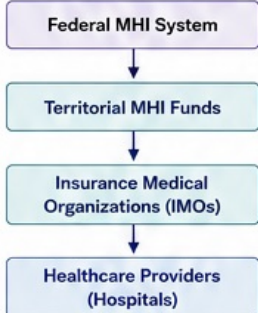 Federal MHI System
Territorial MHI Funds
Insurance Medical
Organizations (IMOs)
Healthcare Providers
(Hospitals)